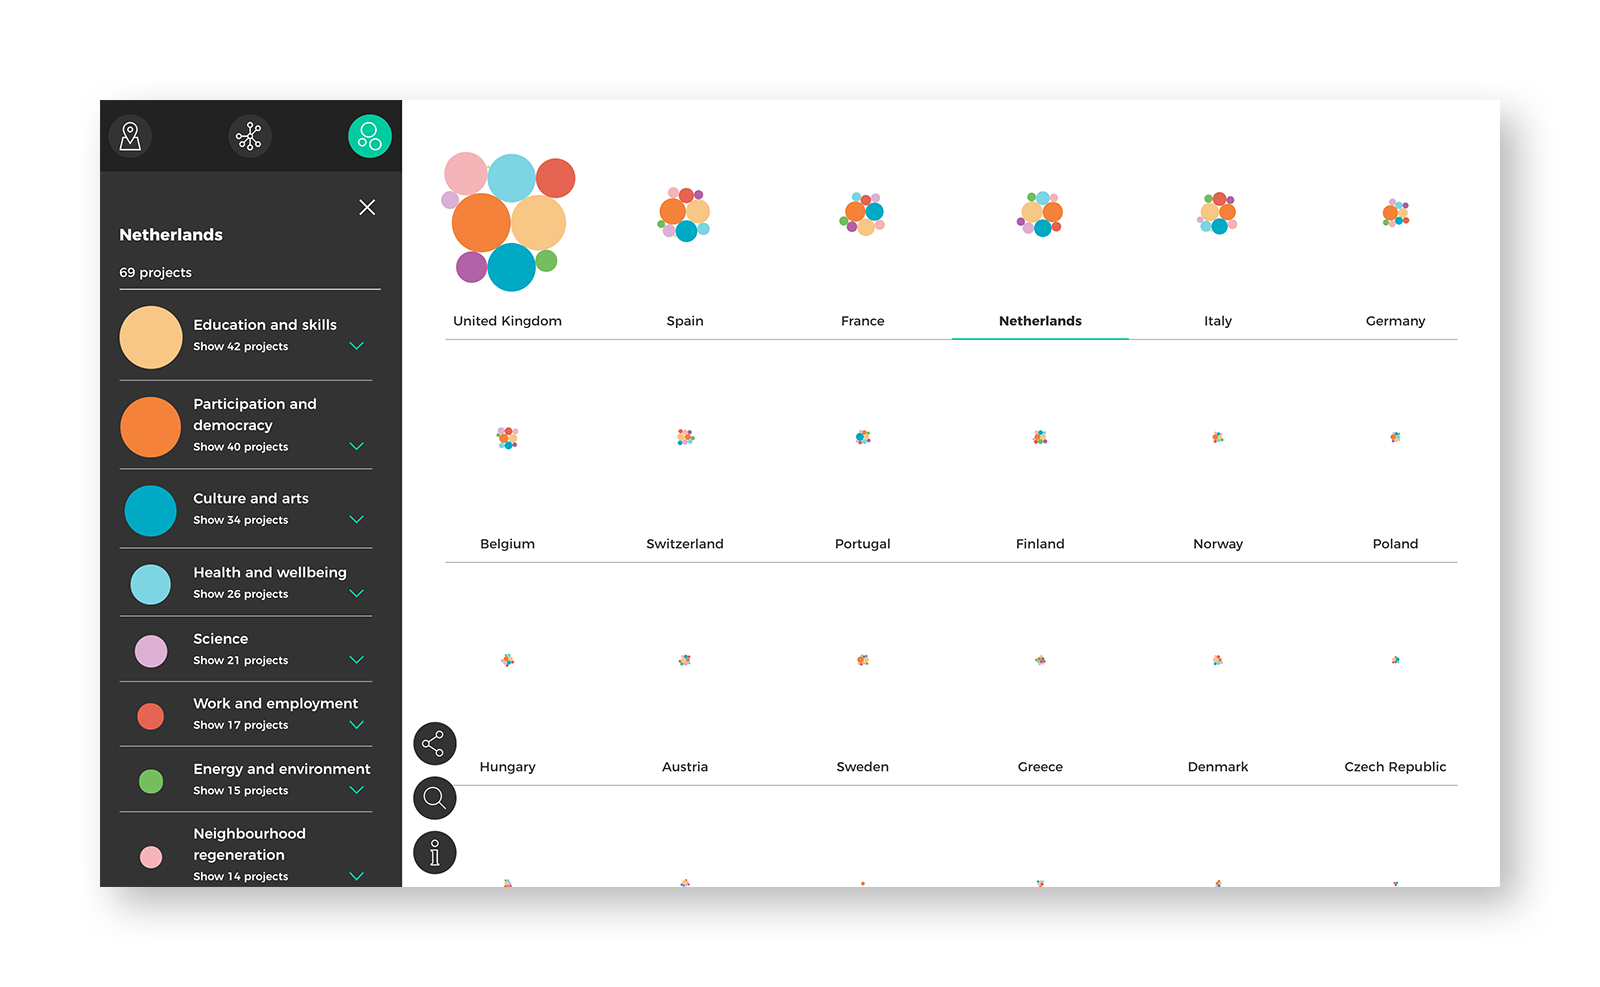 Netherlands
69 projects
Education and skills
Show 42 projects
Participation and
democracy
Show 40 projects
Culture and arts
Show 34 projects
Health and wellbeing
Show 26 projects
Science
Show 21 projects
Work and employment
Show 17 projects
Energy and environment
Show 15 projects
Neighbourhood
regeneration
Show 14 projects
United Kingdom
Spain
France
Netherlands
Italy
Germany
Belgium
Switzerland
Portugal
Finland
Norway
Poland
Hungary
Austria
Sweden
Greece
Denmark
Czech Republic